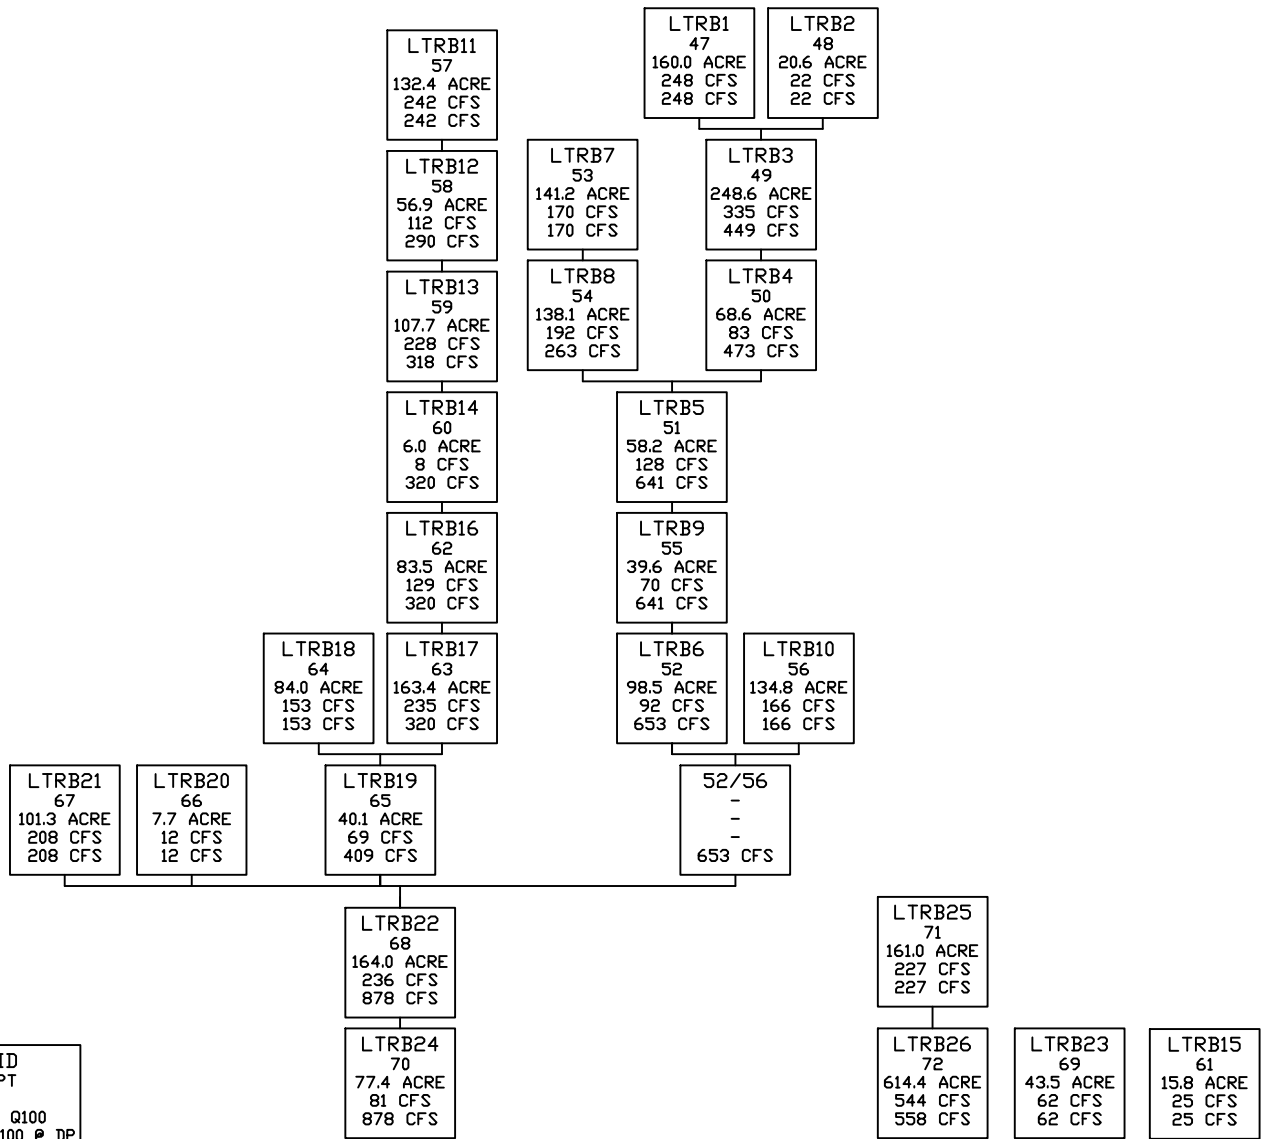 LTRB1
47
160.0 ACRE
248 CFS
248 CFS
LTRB2
48
20.6 ACRE
22 CFS
22 CFS
LTRB11
57
132.4 ACRE
242 CFS
242 CFS
LTRB12
58
56.9 ACRE
112 CFS
290 CFS
LTRB7
53
141.2 ACRE
170 CFS
170 CFS
LTRB3
49
248.6 ACRE
335 CFS
449 CFS
LTRB13
59
107.7 ACRE
228 CFS
318 CFS
LTRB8
54
138.1 ACRE
192 CFS
263 CFS
LTRB4
50
68.6 ACRE
83 CFS
473 CFS
LTRB14
60
6.0 ACRE
8 CFS
320 CFS
LTRB5
51
58.2 ACRE
128 CFS
641 CFS
LTRB16
62
83.5 ACRE
129 CFS
320 CFS
LTRB9
55
39.6 ACRE
70 CFS
641 CFS
LTRB18
64
84.0 ACRE
153 CFS
153 CFS
LTRB17
63
163.4 ACRE
235 CFS
320 CFS
LTRB6
52
98.5 ACRE
92 CFS
653 CFS
LTRB10
56
134.8 ACRE
166 CFS
166 CFS
LTRB21
67
101.3 ACRE
208 CFS
208 CFS
LTRB20
66
7.7 ACRE
12 CFS
12 CFS
LTRB19
65
40.1 ACRE
69 CFS
409 CFS
52/56
-
-
-
653 CFS
LTRB22
68
164.0 ACRE
236 CFS
878 CFS
LTRB25
71
161.0 ACRE
227 CFS
227 CFS
LTRB24
70
77.4 ACRE
81 CFS
878 CFS
LTRB26
72
614.4 ACRE
544 CFS
558 CFS
LTRB23
69
43.5 ACRE
62 CFS
62 CFS
LTRB15
61
15.8 ACRE
25 CFS
25 CFS
ID
PT
Q100
100 @ DP